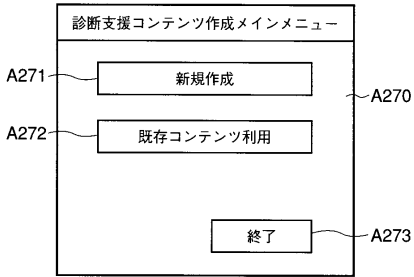 診断支援コンテンツ作成メインメニュー
A271
新規作成
A270
A272
既存コンテンツ利用
終了
A273